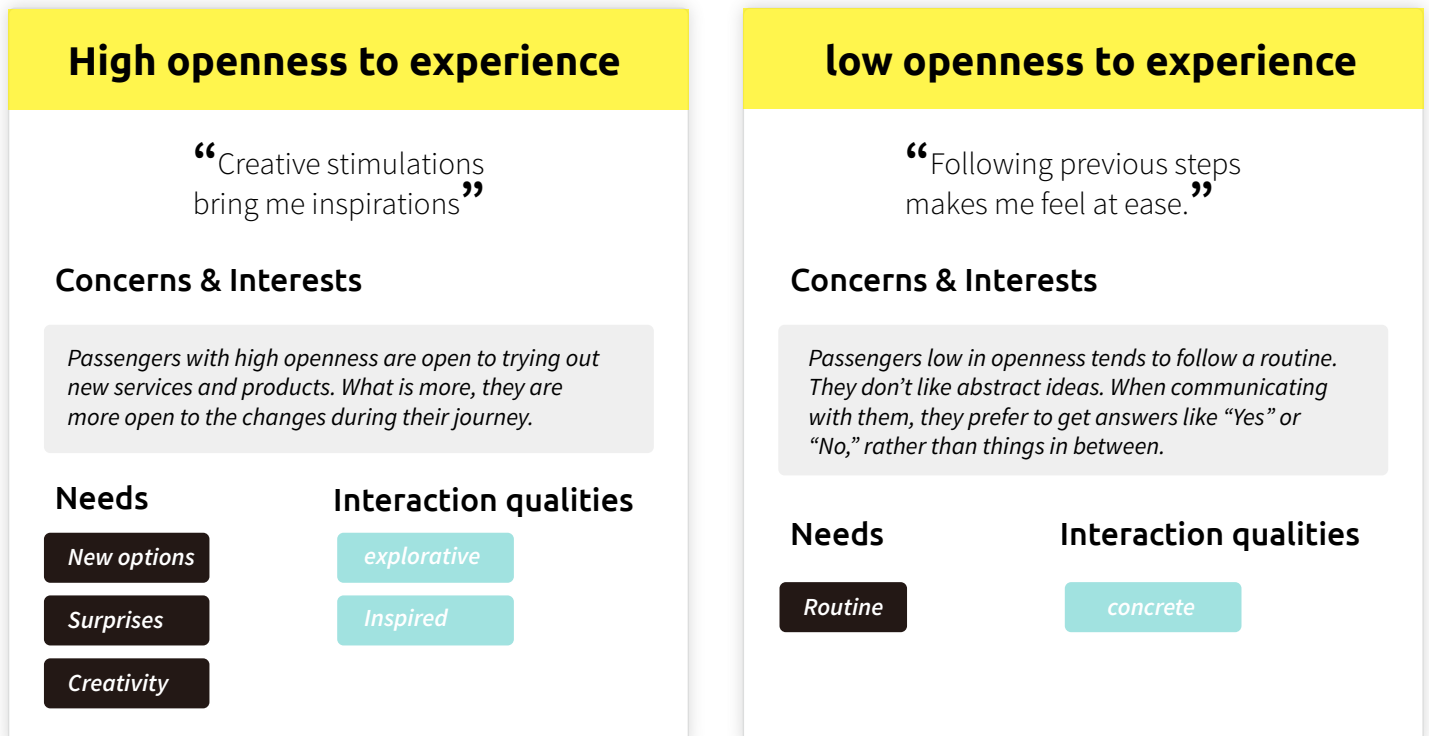 High openness to experience
“Creative stimulations
bring me inspirations”
Concerns & Interests
Passengers with high openness are open to trying out
new services and products. What is more, they are
more open to the changes during their journey.
Needs
New options
Surprises
Creativity
Interaction qualities
explorative
Inspired
low openness to experience
“Following previous steps
makes me feel at ease.”
Concerns & Interests
Passengers low in openness tends to follow a routine.
They don’t like abstract ideas. When communicating
with them, they prefer to get answers like “Yes” or
“No,” rather than things in between.
Needs
Routine
Interaction qualities
concrete